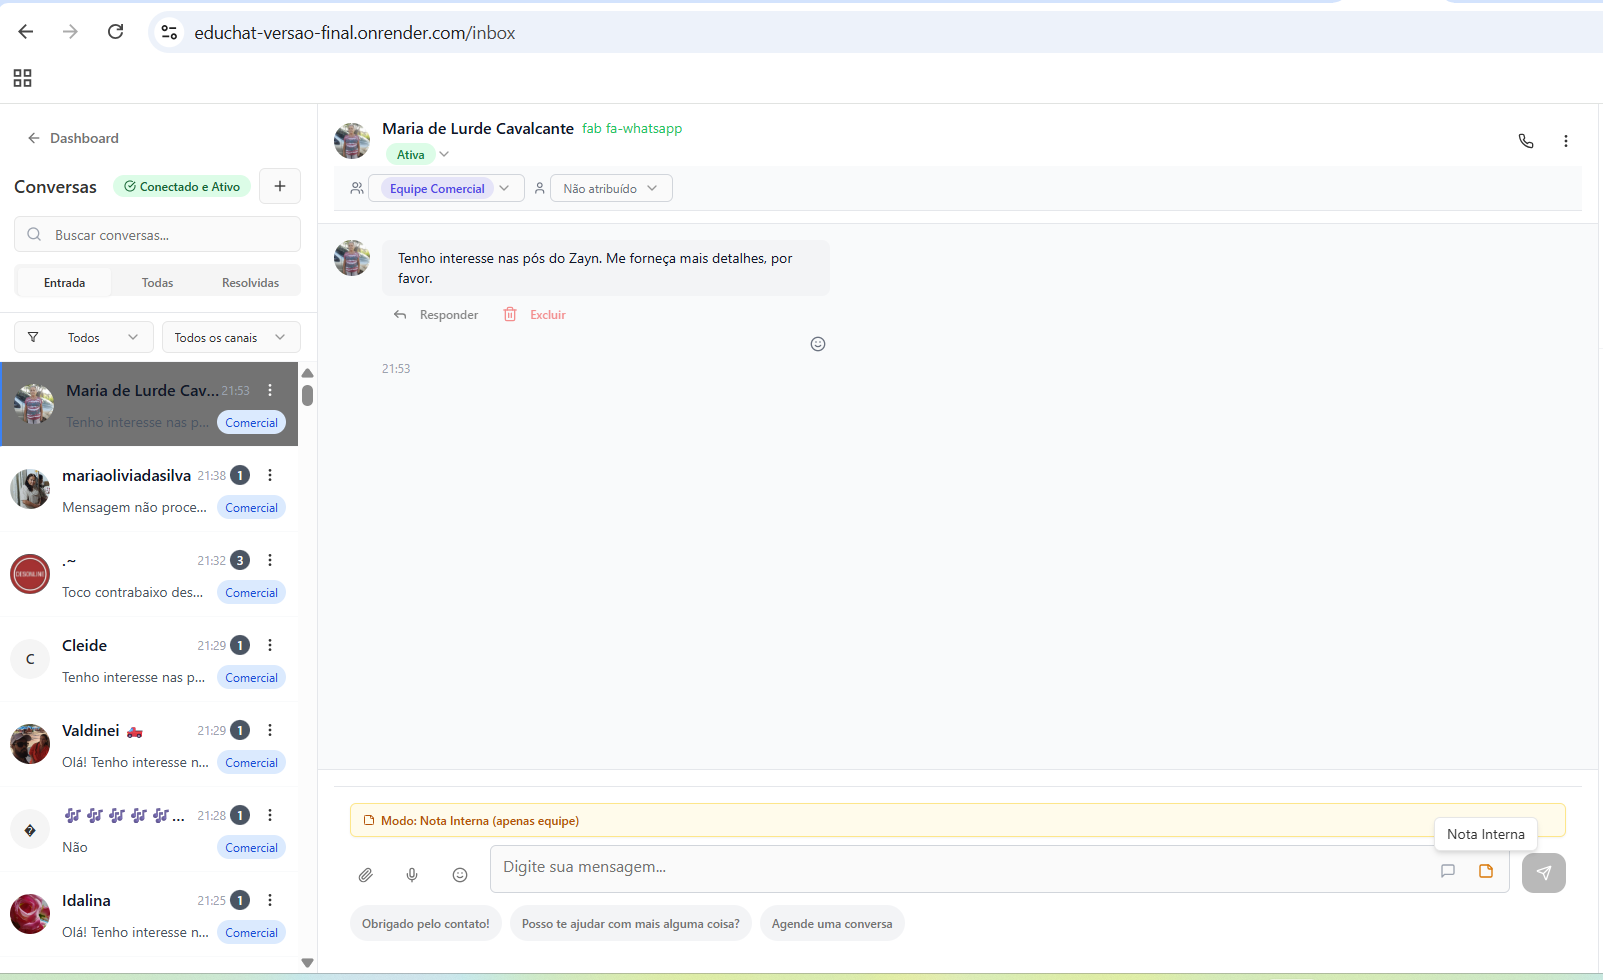 educhat-versao-final.onrender.com/inbox
Dashboard
Conversas
Conectado e Ativo
Buscar conversas...
Entrada
Todas
Resolvidas
Todos
Todos os canais
Maria de Lurde Cav... 21:53
Tenho interesse nas p... Comercial
mariaoliviadasilva 21:38 1
Mensagem não proce... Comercial
.~ 21:32 3
Toco contrabaixo des... Comercial
Cleide 21:29 1
C
Tenho interesse nas p... Comercial
Valdinei 🛻 21:29 1
Olá! Tenho interesse n... Comercial
🎶 🎶 🎶 🎶 🎶 ... 21:28 1
�
Não Comercial
Idalina 21:25 1
Olá! Tenho interesse n... Comercial
Maria de Lurde Cavalcante fab fa-whatsapp
Ativa
Equipe Comercial
Não atribuído
Tenho interesse nas pós do Zayn. Me forneça mais detalhes, por
favor.
Responder Excluir
21:53
Modo: Nota Interna (apenas equipe)
Nota Interna
Digite sua mensagem...
Obrigado pelo contato!
Posso te ajudar com mais alguma coisa?
Agende uma conversa